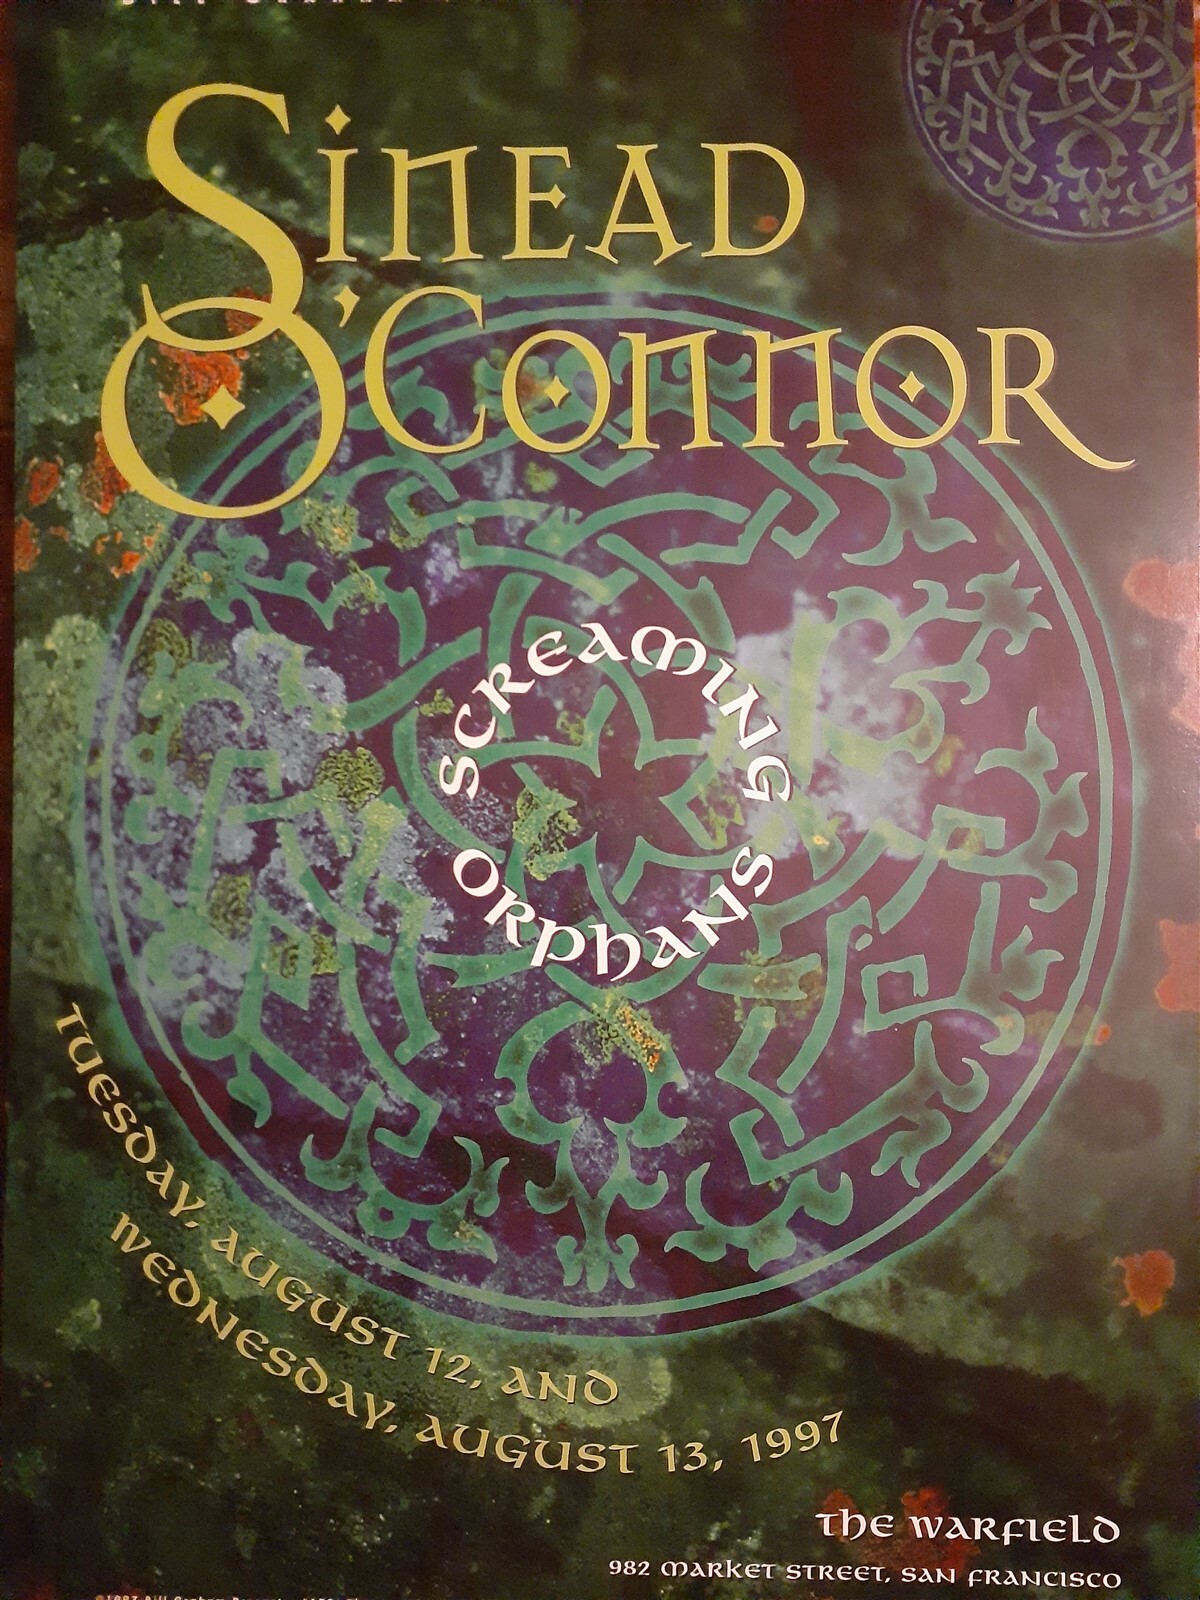 SINEAD
O'CONNOR
SCREAMING
ORPHANS
TUESDAY, AUGUST 12, AND
WEDNESDAY, AUGUST 13, 1997
THE WARFIELD
982 MARKET STREET, SAN FRANCISCO